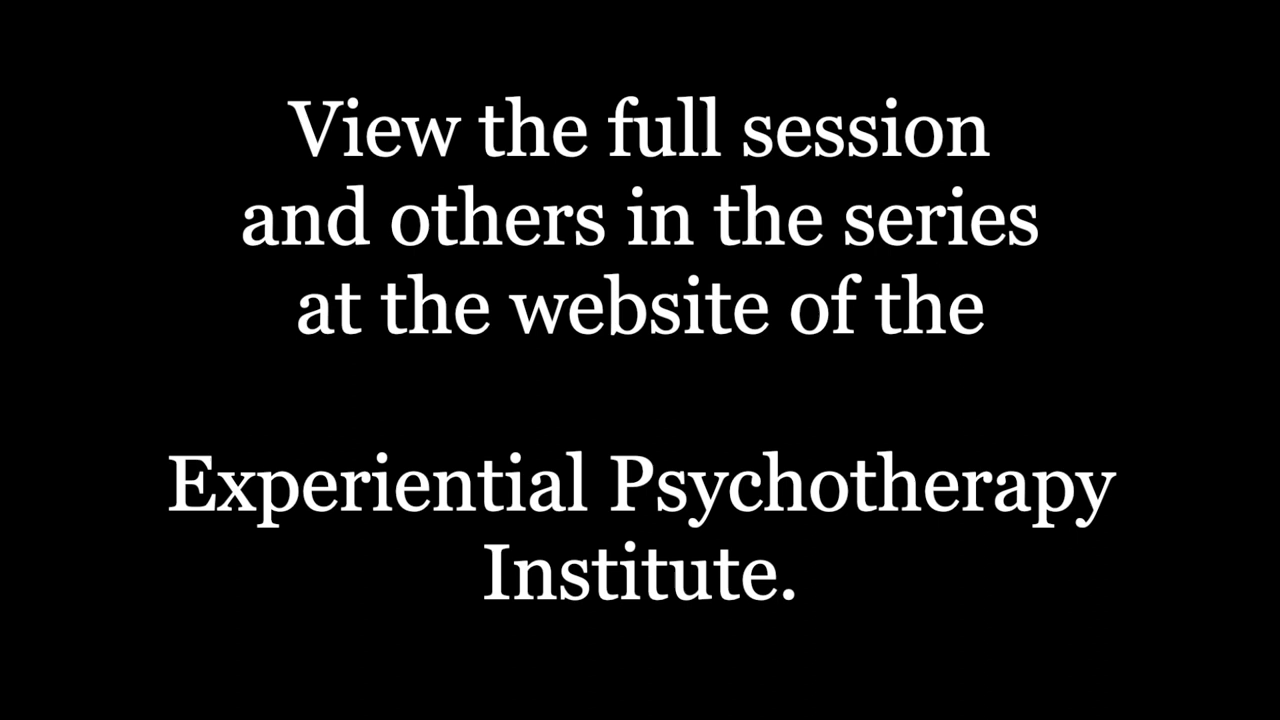 View the full session
and others in the series
at the website of the
Experiential Psychotherapy
Institute.